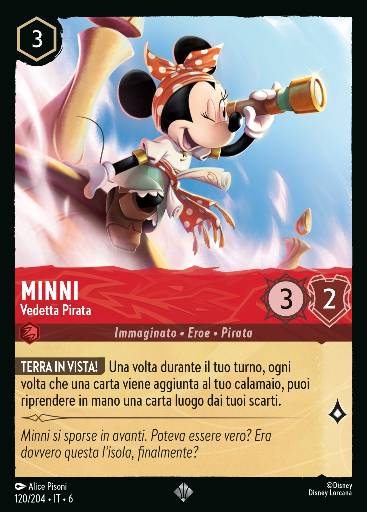 3
MINNI
Vedetta Pirata
3
2
Immaginato • Eroe • Pirata
TERRA IN VISTA! Una volta durante il tuo turno, ogni
volta che una carta viene aggiunta al tuo calamaio, puoi
riprendere in mano una carta luogo dai tuoi scarti.
Minni si sporse in avanti. Poteva essere vero? Era
davvero questa l'isola, finalmente?
Alice Pisoni
120/204 • IT • 6
©Disney
Disney Lorcana